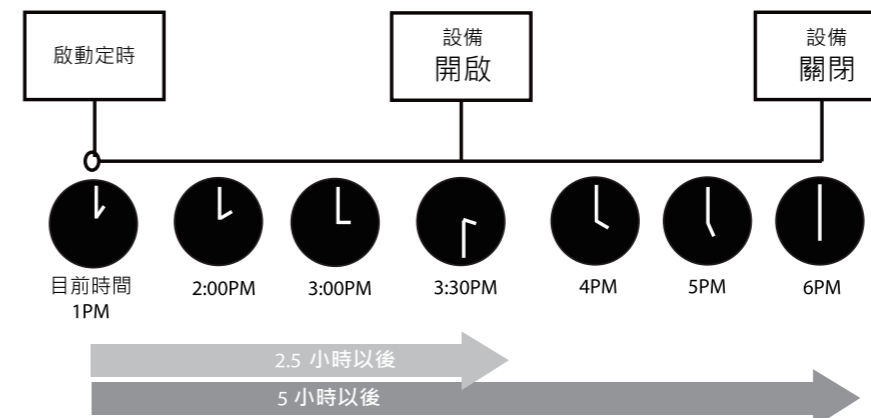 啟動定時
設備
開啟
設備
關閉
目前時間
1PM
2:00PM
3:00PM
3:30PM
4PM
5PM
6PM
2.5 小時以後
5 小時以後